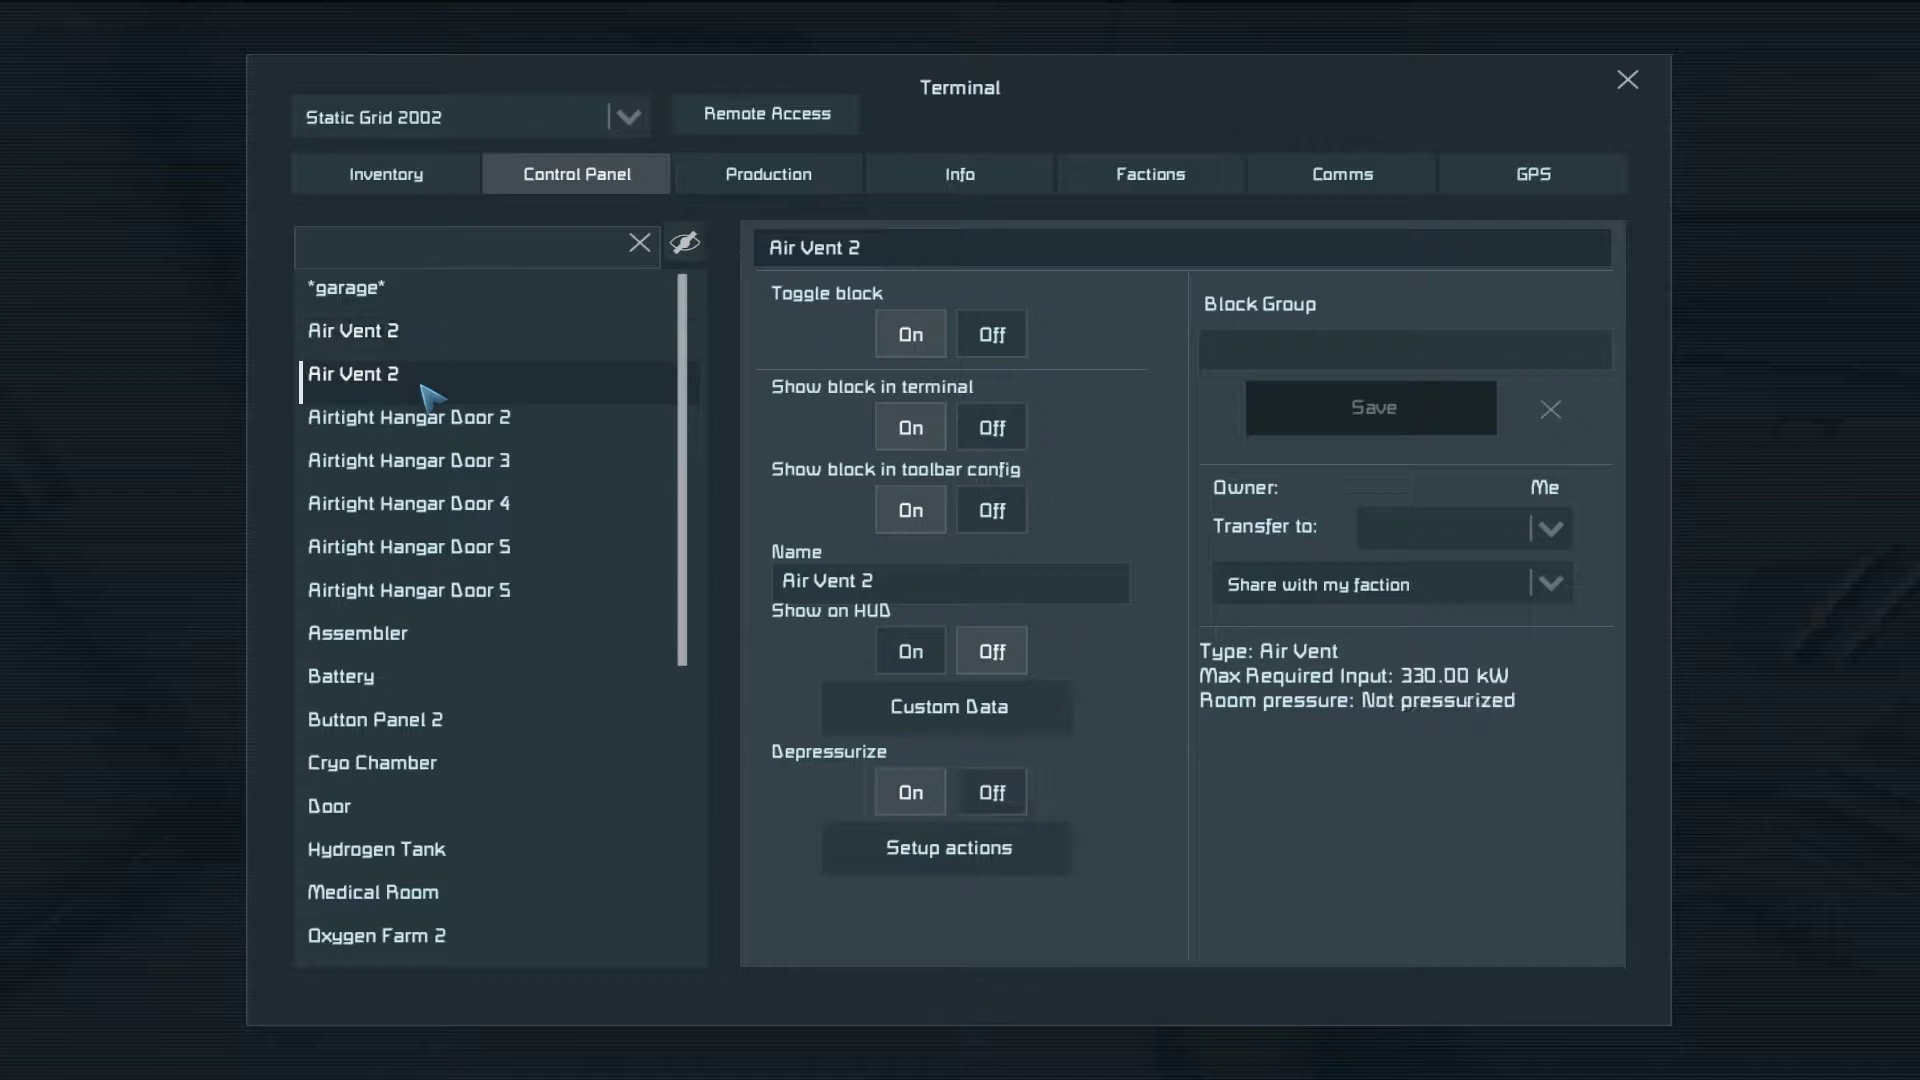 Terminal
Static Grid 2002
Remote Access
Inventory
Control Panel
Production
Info
Factions
Comms
GPS
*garage*
Air Vent 2
Air Vent 2
Airtight Hangar Door 2
Airtight Hangar Door 3
Airtight Hangar Door 4
Airtight Hangar Door 5
Airtight Hangar Door 5
Assembler
Battery
Button Panel 2
Cryo Chamber
Door
Hydrogen Tank
Medical Room
Oxygen Farm 2
Air Vent 2
Toggle block
On Off
Show block in terminal
On Off
Show block in toolbar config
On Off
Name
Air Vent 2
Show on HUD
On Off
Custom Data
Depressurize
On Off
Setup actions
Block Group
Save
Owner: Me
Transfer to:
Share with my faction
Type: Air Vent
Max Required Input: 330.00 kW
Room pressure: Not pressurized